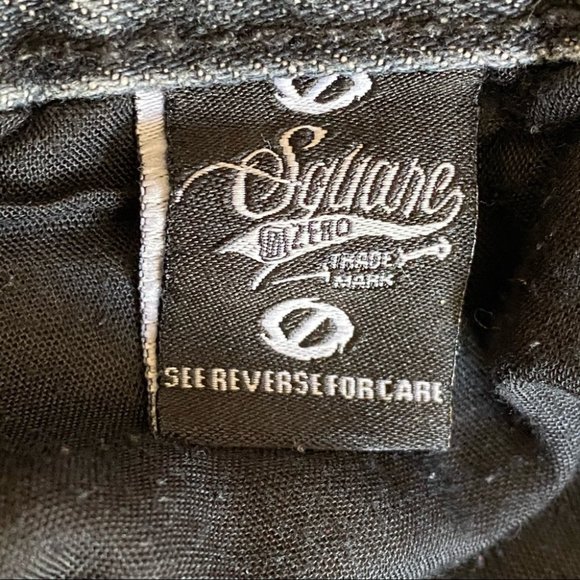 Square
ZERO
TRADE
MARK
SEE REVERSE FOR CARE